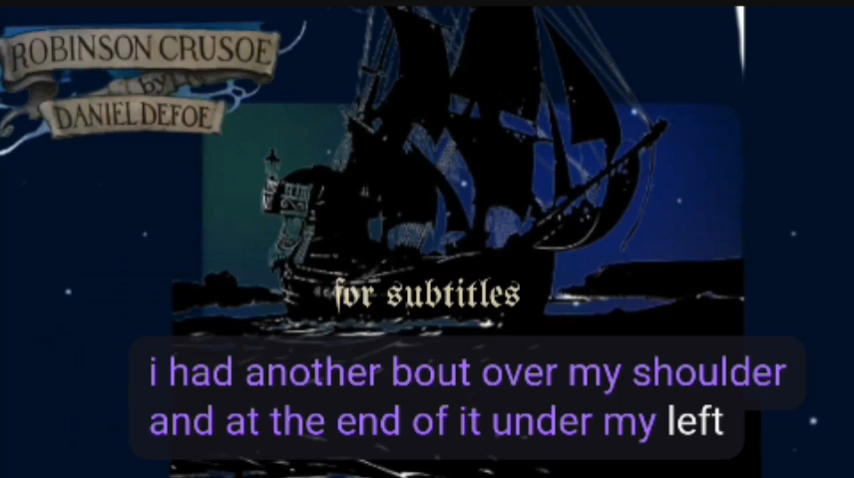 ROBINSON CRUSOE
by
DANIEL DEFOE
for subtitles
i had another bout over my shoulder
and at the end of it under my left